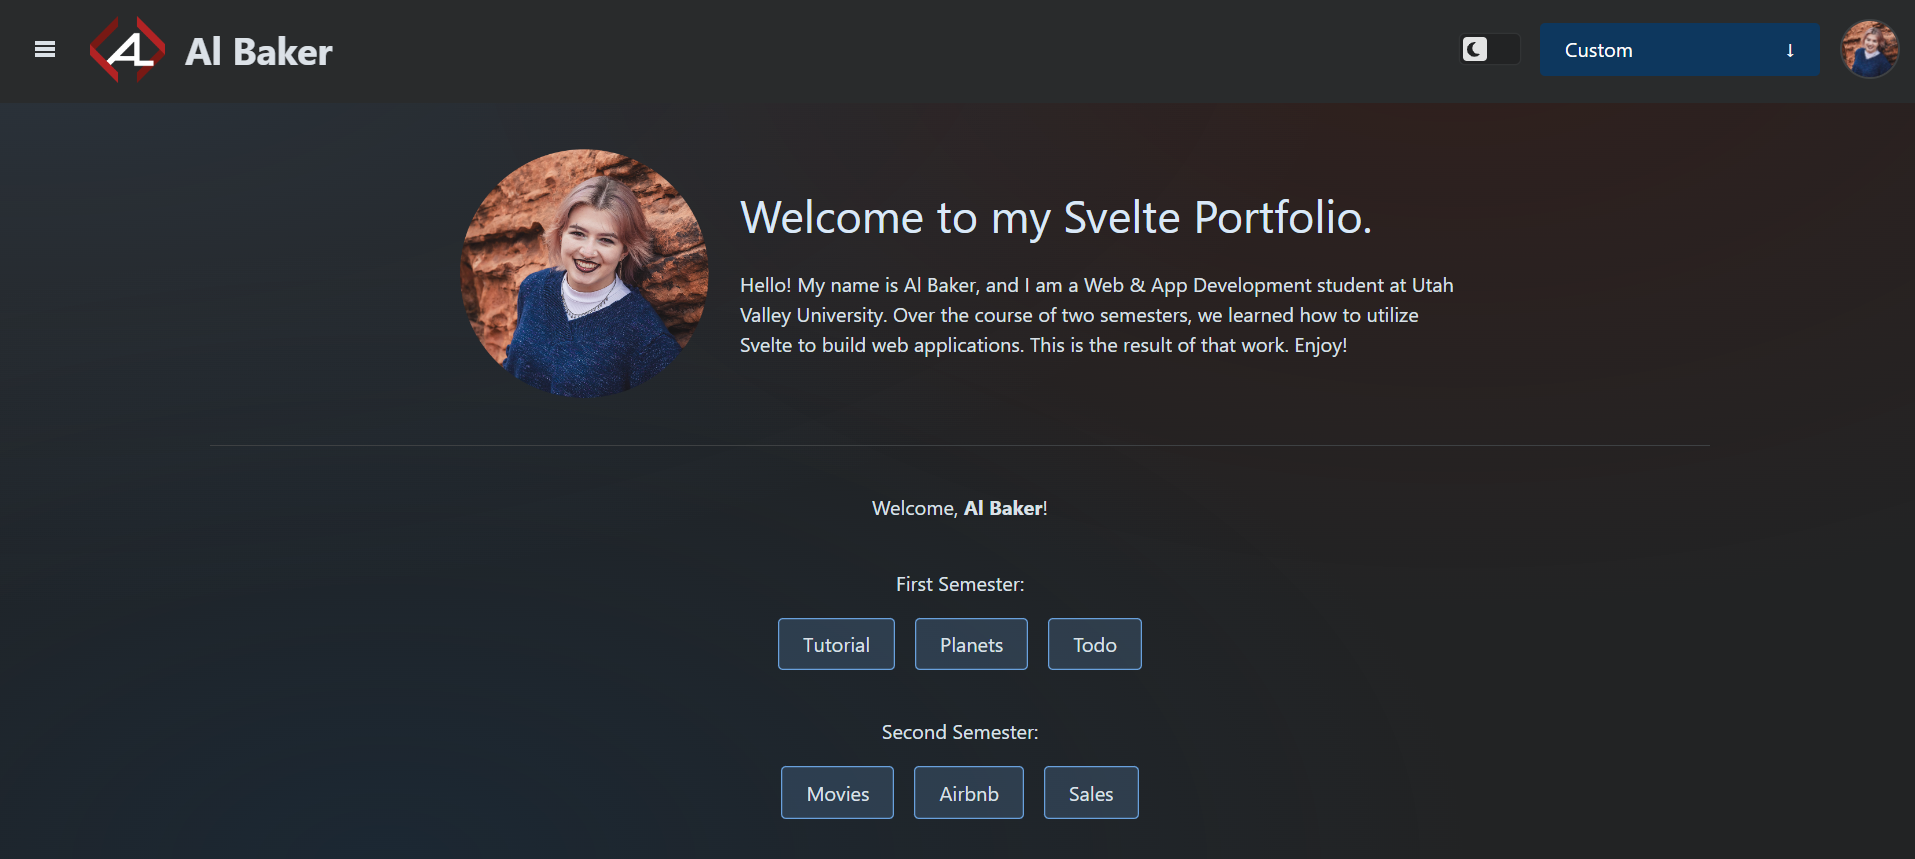 AL
Al Baker
Custom ↓
Welcome to my Svelte Portfolio.
Hello! My name is Al Baker, and I am a Web & App Development student at Utah
Valley University. Over the course of two semesters, we learned how to utilize
Svelte to build web applications. This is the result of that work. Enjoy!
Welcome, Al Baker!
First Semester:
Tutorial Planets Todo
Second Semester:
Movies Airbnb Sales